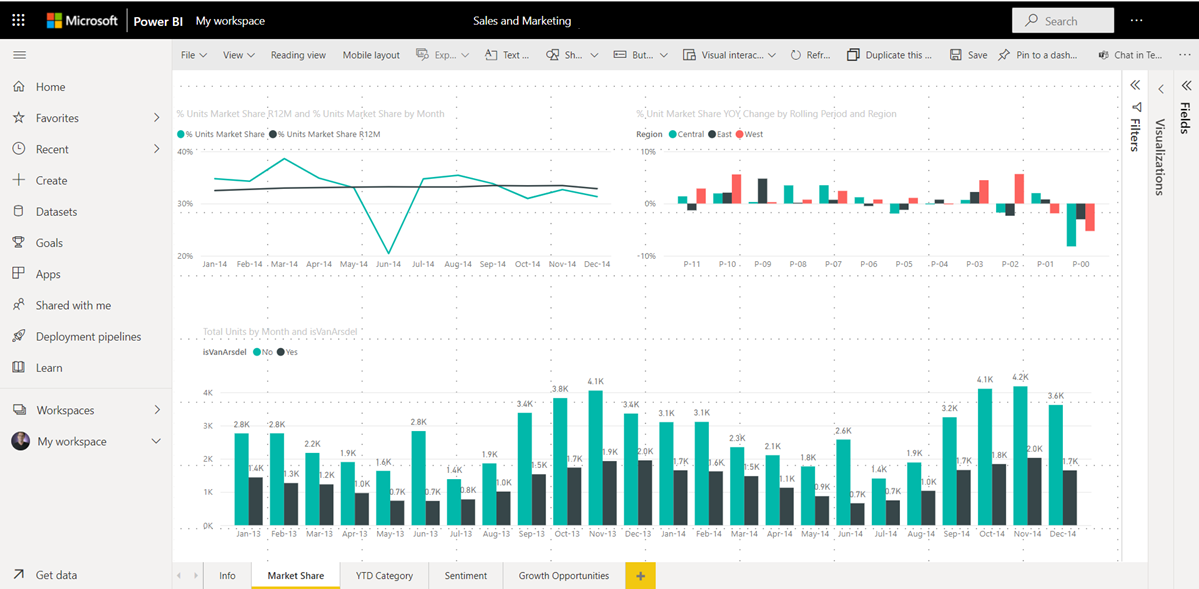 Microsoft Power BI My workspace Sales and Marketing Search ...
File View Reading view Mobile layout Exp... Text ... Sh... But... Visual interac... Refr... Duplicate this ... Save Pin to a dash... Chat in Te... ...
Home
Favorites
Recent
Create
Datasets
Goals
Apps
Shared with me
Deployment pipelines
Learn
Workspaces
My workspace
Get data
% Units Market Share R12M and % Units Market Share by Month
% Units Market Share % Units Market Share R12M
40%
30%
20%
Jan-14 Feb-14 Mar-14 Apr-14 May-14 Jun-14 Jul-14 Aug-14 Sep-14 Oct-14 Nov-14 Dec-14
% Unit Market Share YOY Change by Rolling Period and Region
Region Central East West
10%
0%
-10%
P-11 P-10 P-09 P-08 P-07 P-06 P-05 P-04 P-03 P-02 P-01 P-00
Total Units by Month and isVanArsdel
isVanArsdel No Yes
4K
3K
2K
1K
0K
2.8K 2.8K 2.2K 1.9K 1.6K 2.8K 1.4K 1.9K 3.4K 3.8K 4.1K 3.4K 3.1K 3.1K 2.3K 2.1K 1.8K 2.6K 1.4K 1.9K 3.2K 4.1K 4.2K 3.6K
1.4K 1.3K 1.2K 1.0K 0.7K 0.7K 0.8K 1.0K 1.5K 1.7K 1.9K 2.0K 1.7K 1.6K 1.5K 1.1K 0.9K 0.7K 0.7K 1.0K 1.7K 1.8K 2.0K 1.7K
Jan-13 Feb-13 Mar-13 Apr-13 May-13 Jun-13 Jul-13 Aug-13 Sep-13 Oct-13 Nov-13 Dec-13 Jan-14 Feb-14 Mar-14 Apr-14 May-14 Jun-14 Jul-14 Aug-14 Sep-14 Oct-14 Nov-14 Dec-14
Filters
Visualizations
Fields
Info Market Share YTD Category Sentiment Growth Opportunities +